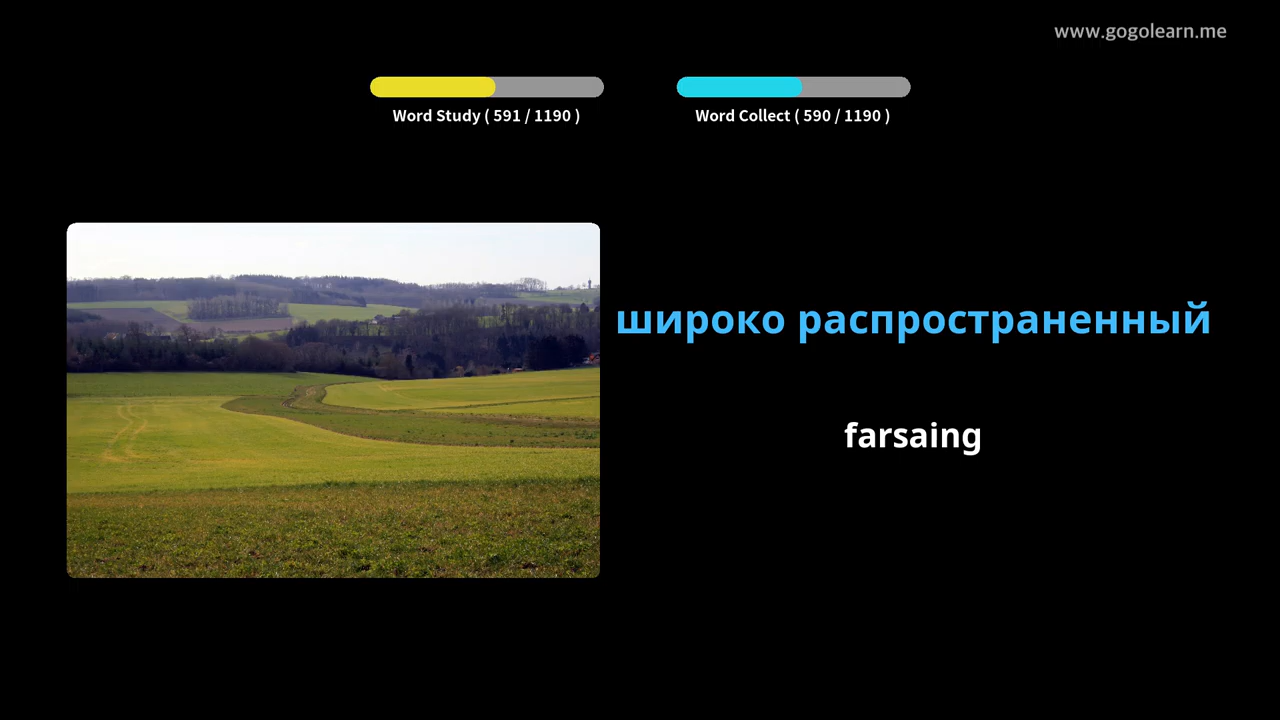 www.gogolearn.me
Word Study ( 591 / 1190 )
Word Collect ( 590 / 1190 )
широко распространенный
farsaing